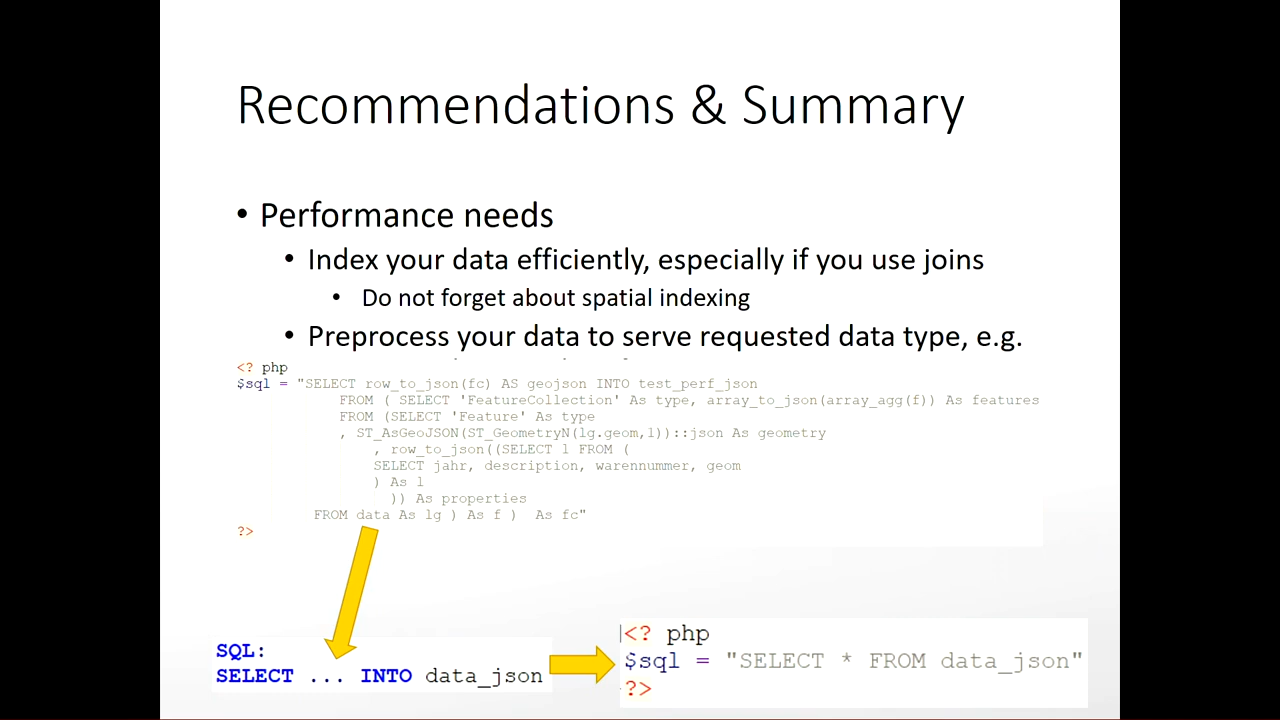 Recommendations & Summary
• Performance needs
• Index your data efficiently, especially if you use joins
• Do not forget about spatial indexing
• Preprocess your data to serve requested data type, e.g.
<? php
$sql = "SELECT row_to_json(fc) AS geojson INTO test_perf_json
FROM ( SELECT 'FeatureCollection' As type, array_to_json(array_agg(f)) As features
FROM (SELECT 'Feature' As type
, ST_AsGeoJSON(ST_GeometryN(lg.geom,1))::json As geometry
, row_to_json((SELECT l FROM (
SELECT jahr, description, warennummer, geom
) As l
)) As properties
FROM data As lg ) As f )  As fc"
?>
SQL:
SELECT ... INTO data_json
<? php
$sql = "SELECT * FROM data_json"
?>